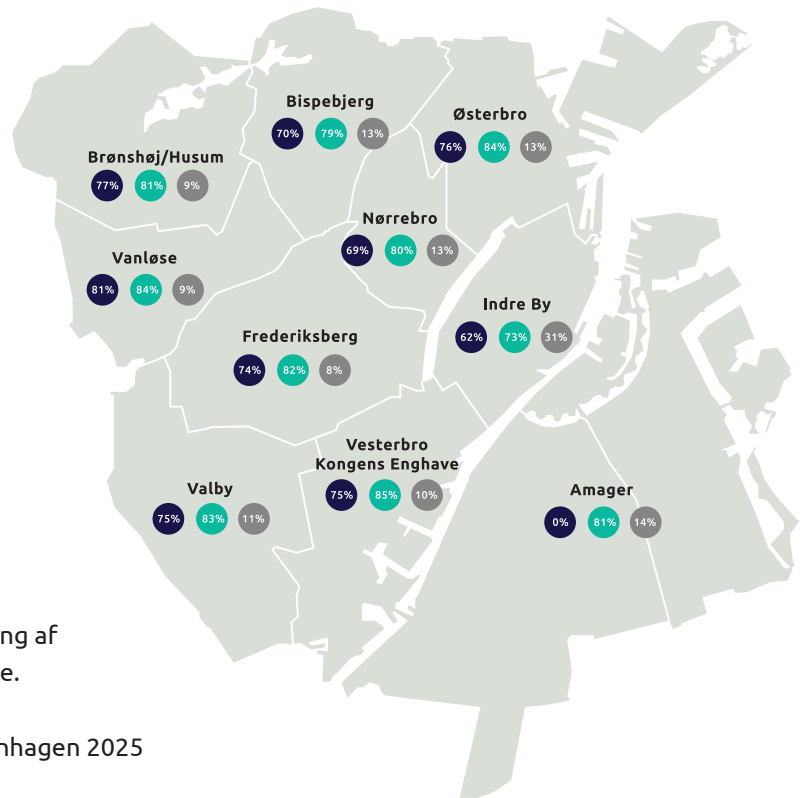 Bispebjerg
70% 79% 13%
Østerbro
76% 84% 13%
Brønshøj/Husum
77% 81% 9%
Nørrebro
69% 80% 13%
Vanløse
81% 84% 9%
Indre By
62% 73% 31%
Frederiksberg
74% 82% 8%
Vesterbro
Kongens Enghave
75% 85% 10%
Valby
75% 83% 11%
Amager
0% 81% 14%
ng af
e.
nhagen 2025